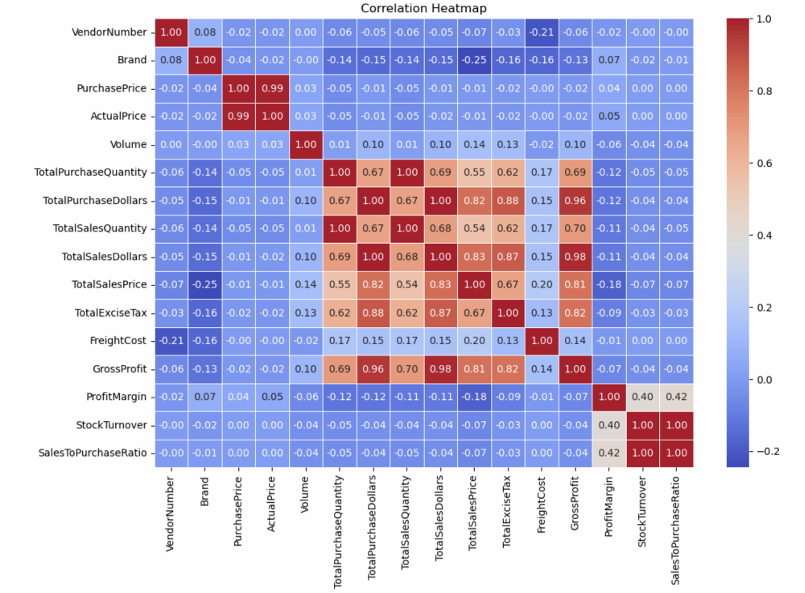 Correlation Heatmap
VendorNumber 1.00 0.08 -0.02 -0.02 0.00 -0.06 -0.05 -0.06 -0.05 -0.07 -0.03 -0.21 -0.06 -0.02 -0.00 -0.00
Brand 0.08 1.00 -0.04 -0.02 -0.00 -0.14 -0.15 -0.14 -0.15 -0.25 -0.16 -0.16 -0.13 0.07 -0.02 -0.01
PurchasePrice -0.02 -0.04 1.00 0.99 0.03 -0.05 -0.01 -0.05 -0.01 -0.01 -0.02 -0.00 -0.02 0.04 0.00 0.00
ActualPrice -0.02 -0.02 0.99 1.00 0.03 -0.05 -0.01 -0.05 -0.02 -0.01 -0.02 -0.00 -0.02 0.05 0.00 0.00
Volume 0.00 -0.00 0.03 0.03 1.00 0.01 0.10 0.01 0.10 0.14 0.13 -0.02 0.10 -0.06 -0.04 -0.04
TotalPurchaseQuantity -0.06 -0.14 -0.05 -0.05 0.01 1.00 0.67 1.00 0.69 0.55 0.62 0.17 0.69 -0.12 -0.05 -0.05
TotalPurchaseDollars -0.05 -0.15 -0.01 -0.01 0.10 0.67 1.00 0.67 1.00 0.82 0.88 0.15 0.96 -0.12 -0.04 -0.04
TotalSalesQuantity -0.06 -0.14 -0.05 -0.05 0.01 1.00 0.67 1.00 0.68 0.54 0.62 0.17 0.70 -0.11 -0.04 -0.05
TotalSalesDollars -0.05 -0.15 -0.01 -0.02 0.10 0.69 1.00 0.68 1.00 0.83 0.87 0.15 0.98 -0.11 -0.04 -0.04
TotalSalesPrice -0.07 -0.25 -0.01 -0.01 0.14 0.55 0.82 0.54 0.83 1.00 0.67 0.20 0.81 -0.18 -0.07 -0.07
TotalExciseTax -0.03 -0.16 -0.02 -0.02 0.13 0.62 0.88 0.62 0.87 0.67 1.00 0.13 0.82 -0.09 -0.03 -0.03
FreightCost -0.21 -0.16 -0.00 -0.00 -0.02 0.17 0.15 0.17 0.15 0.20 0.13 1.00 0.14 -0.01 0.00 0.00
GrossProfit -0.06 -0.13 -0.02 -0.02 0.10 0.69 0.96 0.70 0.98 0.81 0.82 0.14 1.00 -0.07 -0.04 -0.04
ProfitMargin -0.02 0.07 0.04 0.05 -0.06 -0.12 -0.12 -0.11 -0.11 -0.18 -0.09 -0.01 -0.07 1.00 0.40 0.42
StockTurnover -0.00 -0.02 0.00 0.00 -0.04 -0.05 -0.04 -0.04 -0.04 -0.07 -0.03 0.00 -0.04 0.40 1.00 1.00
SalesToPurchaseRatio -0.00 -0.01 0.00 0.00 -0.04 -0.05 -0.04 -0.05 -0.04 -0.07 -0.03 0.00 -0.04 0.42 1.00 1.00
VendorNumber
Brand
PurchasePrice
ActualPrice
Volume
TotalPurchaseQuantity
TotalPurchaseDollars
TotalSalesQuantity
TotalSalesDollars
TotalSalesPrice
TotalExciseTax
FreightCost
GrossProfit
ProfitMargin
StockTurnover
SalesToPurchaseRatio
1.0
0.8
0.6
0.4
0.2
0.0
−0.2